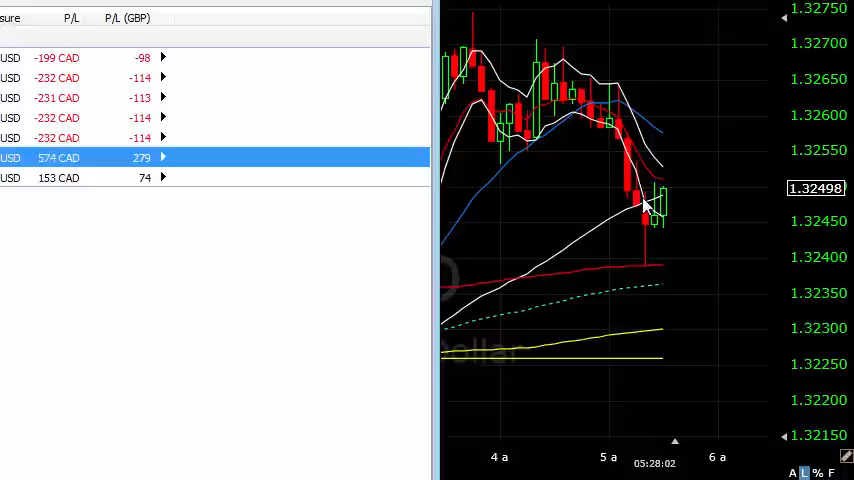 sure P/L P/L (GBP)
USD -199 CAD -98
USD -232 CAD -114
USD -231 CAD -113
USD -232 CAD -114
USD -232 CAD -114
USD 574 CAD 279
USD 153 CAD 74
1.32750
1.32700
1.32650
1.32600
1.32550
1.32498
1.32450
1.32400
1.32350
1.32300
1.32250
1.32200
1.32150
Dollar
4 a 5 a 6 a
05:28:02
A L % F